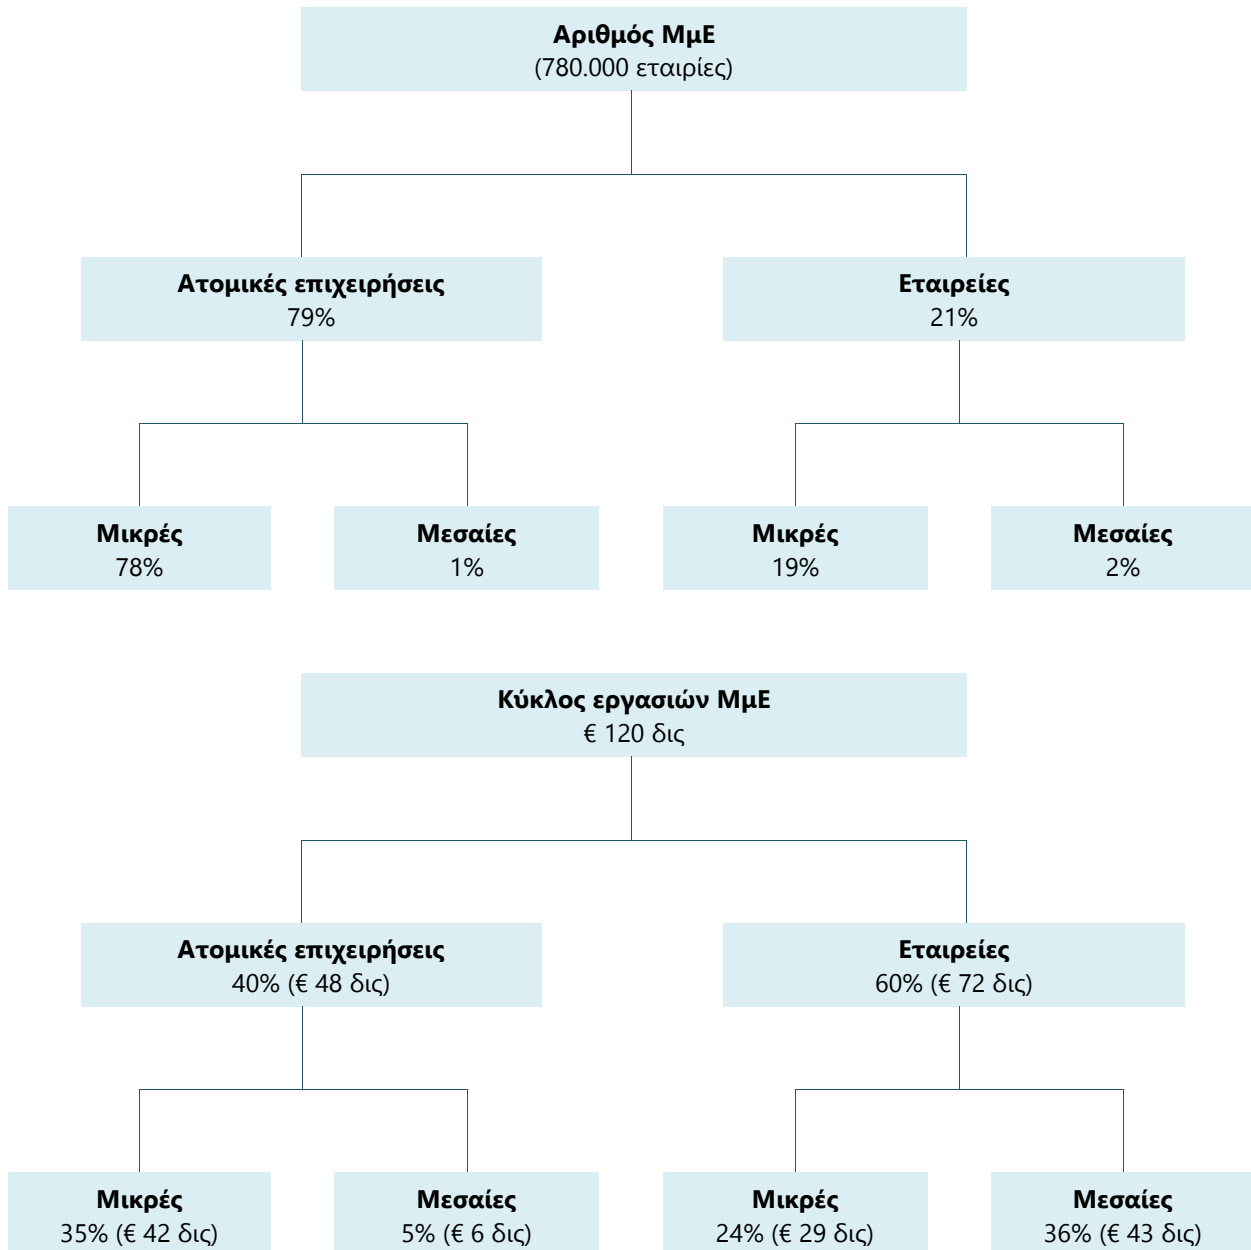 Αριθμός ΜμΕ
(780.000 εταιρίες)
Ατομικές επιχειρήσεις
79%
Εταιρείες
21%
Μικρές
78%
Μεσαίες
1%
Μικρές
19%
Μεσαίες
2%
Κύκλος εργασιών ΜμΕ
€ 120 δις
Ατομικές επιχειρήσεις
40% (€ 48 δις)
Εταιρείες
60% (€ 72 δις)
Μικρές
35% (€ 42 δις)
Μεσαίες
5% (€ 6 δις)
Μικρές
24% (€ 29 δις)
Μεσαίες
36% (€ 43 δις)